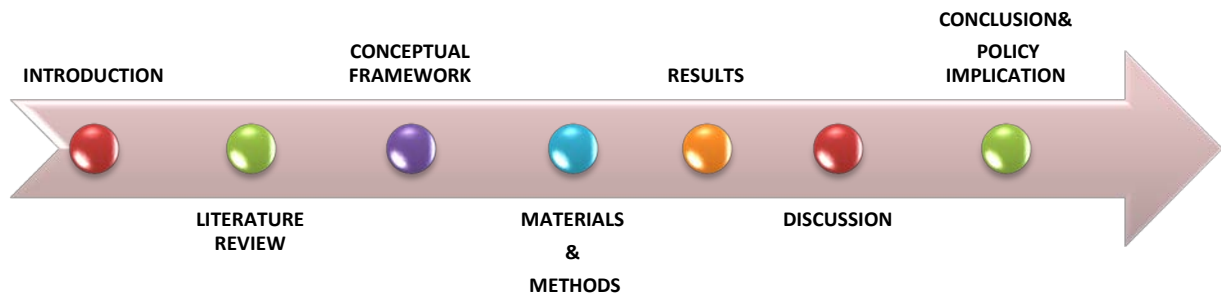 INTRODUCTION
LITERATURE
REVIEW
CONCEPTUAL
FRAMEWORK
MATERIALS
&
METHODS
RESULTS
DISCUSSION
CONCLUSION&
POLICY
IMPLICATION